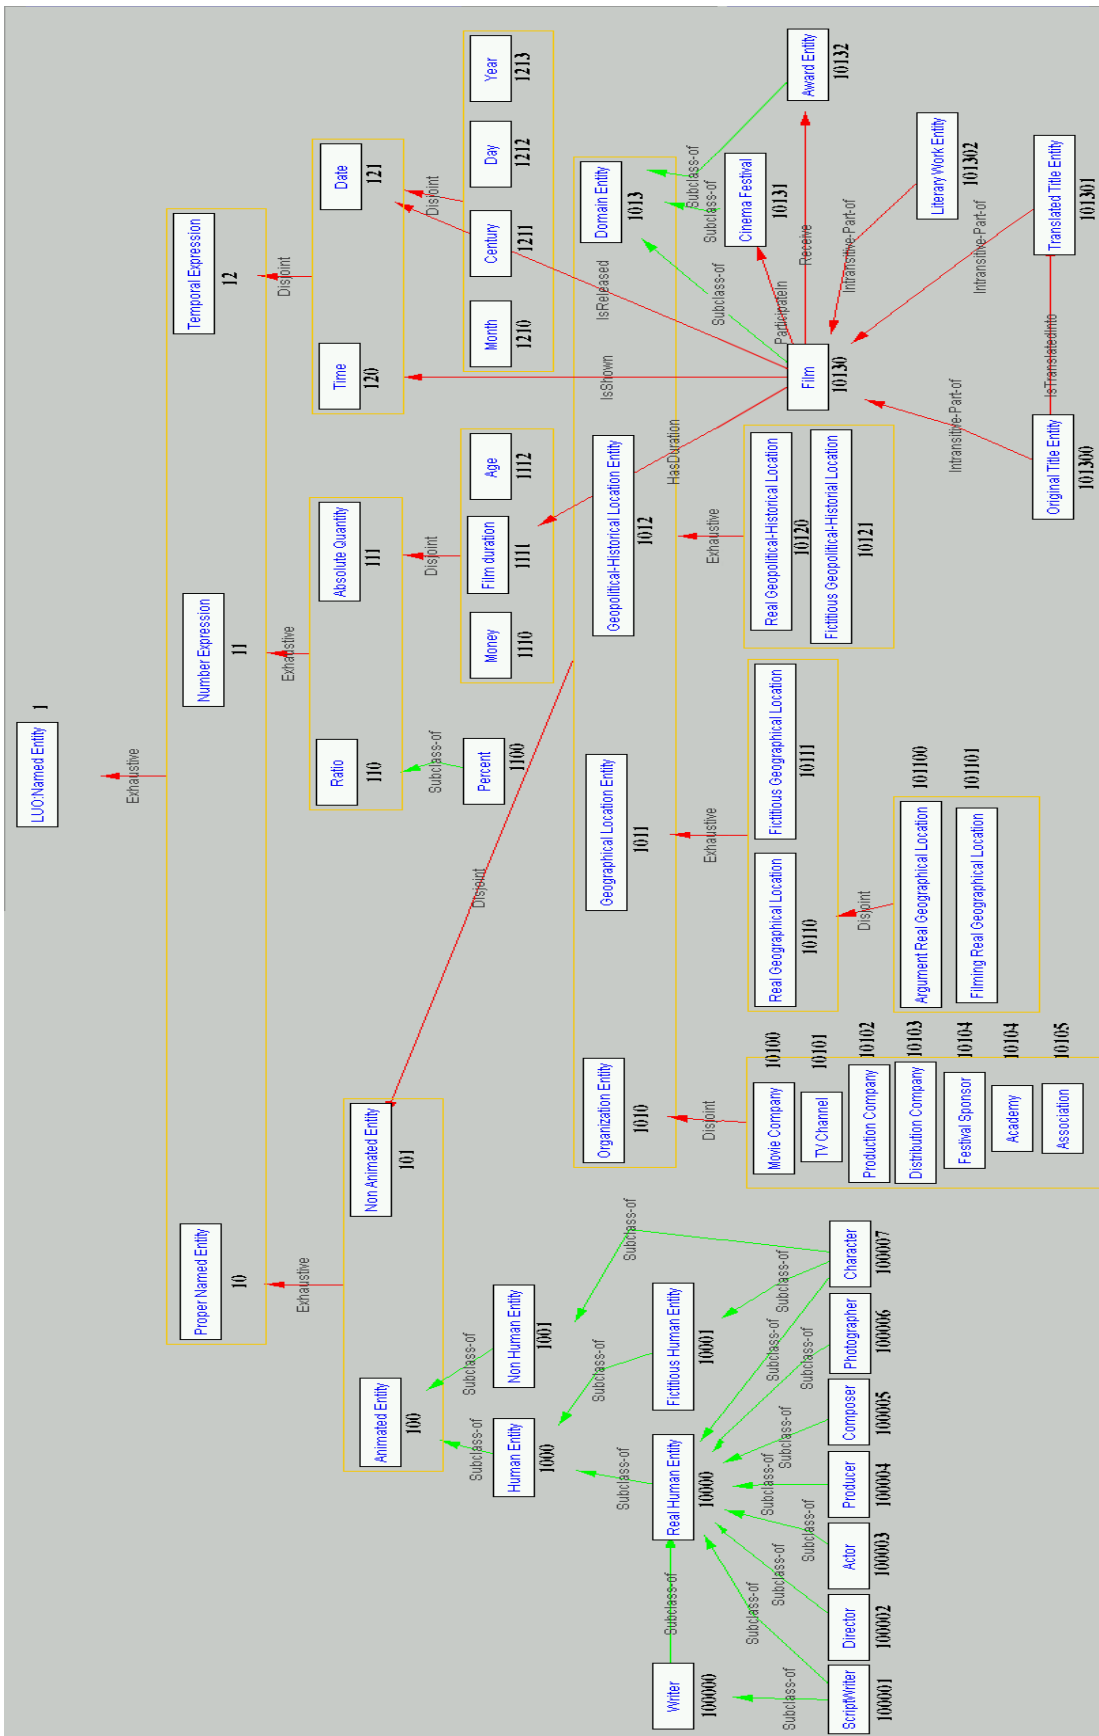 LUO:Named Entity 1
Exhaustive
Proper Named Entity
10
Number Expression
11
Temporal Expression
12
Exhaustive
Exhaustive
Disjoint
Animated Entity
100
Non Animated Entity
101
Ratio
110
Absolute Quantity
111
Time
120
Date
121
Subclass-of
Subclass-of
Disjoint
Subclass-of
Disjoint
Disjoint
Human Entity
1000
Non Human Entity
1001
Percent
1100
Money
1110
Film duration
1111
Age
1112
Month
1210
Century
1211
Day
1212
Year
1213
Subclass-of
Subclass-of
Subclass-of
IsShown
IsReleased
Organization Entity
1010
Geographical Location Entity
1011
Geopolitical-Historical Location Entity
1012
Domain Entity
1013
Subclass-of
Real Human Entity
10000
Fictitious Human Entity
10001
Disjoint
Exhaustive
Exhaustive
HasDuration
Subclass-of
Subclass-of
Subclass-of
Cinema Festival
10131
Award Entity
10132
ParticipateIn
Receive
Film
10130
Movie Company
10100
TV Channel
10101
Production Company
10102
Distribution Company
10103
Festival Sponsor
10104
Academy
10104
Association
10105
Real Geographical Location
10110
Fictitious Geographical Location
10111
Real Geopolitical-Historical Location
10120
Fictitious Geopolitical-Historial Location
10121
Disjoint
Argument Real Geographical Location
101100
Filming Real Geographical Location
101101
Intransitive-Part-of
Intransitive-Part-of
Intransitive-Part-of
Literary Work Entity
101302
Original Title Entity
101300
IsTranslatedInto
Translated Title Entity
101301
Writer
100000
Subclass-of
Subclass-of
Subclass-of
Subclass-of
Subclass-of
Subclass-of
Subclass-of
Subclass-of
Subclass-of
ScriptWriter
100001
Director
100002
Actor
100003
Producer
100004
Composer
100005
Photographer
100006
Character
100007